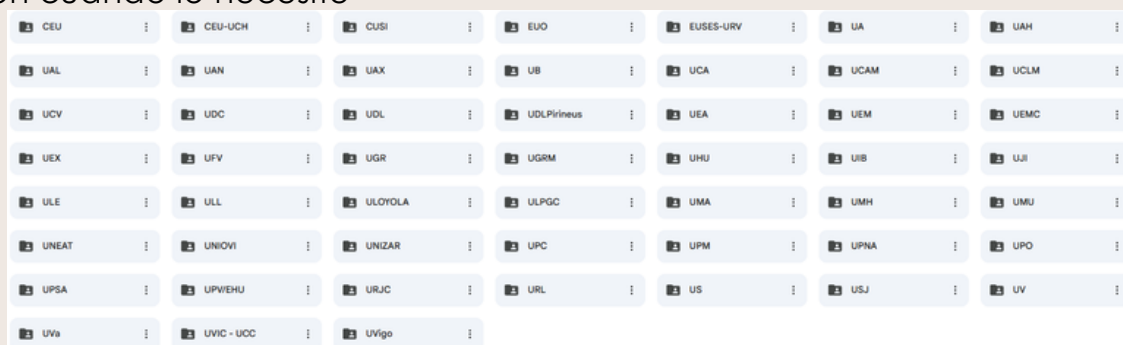 CEU CEU-UCH CUSI EUO EUSES-URV UA UAH
UAL UAN UAX UB UCA UCAM UCLM
UCV UDC UDL UDLPirineus UEA UEM UEMC
UEX UFV UGR UGRM UHU UIB UJI
ULE ULL ULOYOLA ULPGC UMA UMH UMU
UNEAT UNIOVI UNIZAR UPC UPM UPNA UPO
UPSA UPV/EHU URJC URL US USJ UV
UVa UVIC - UCC UVigo